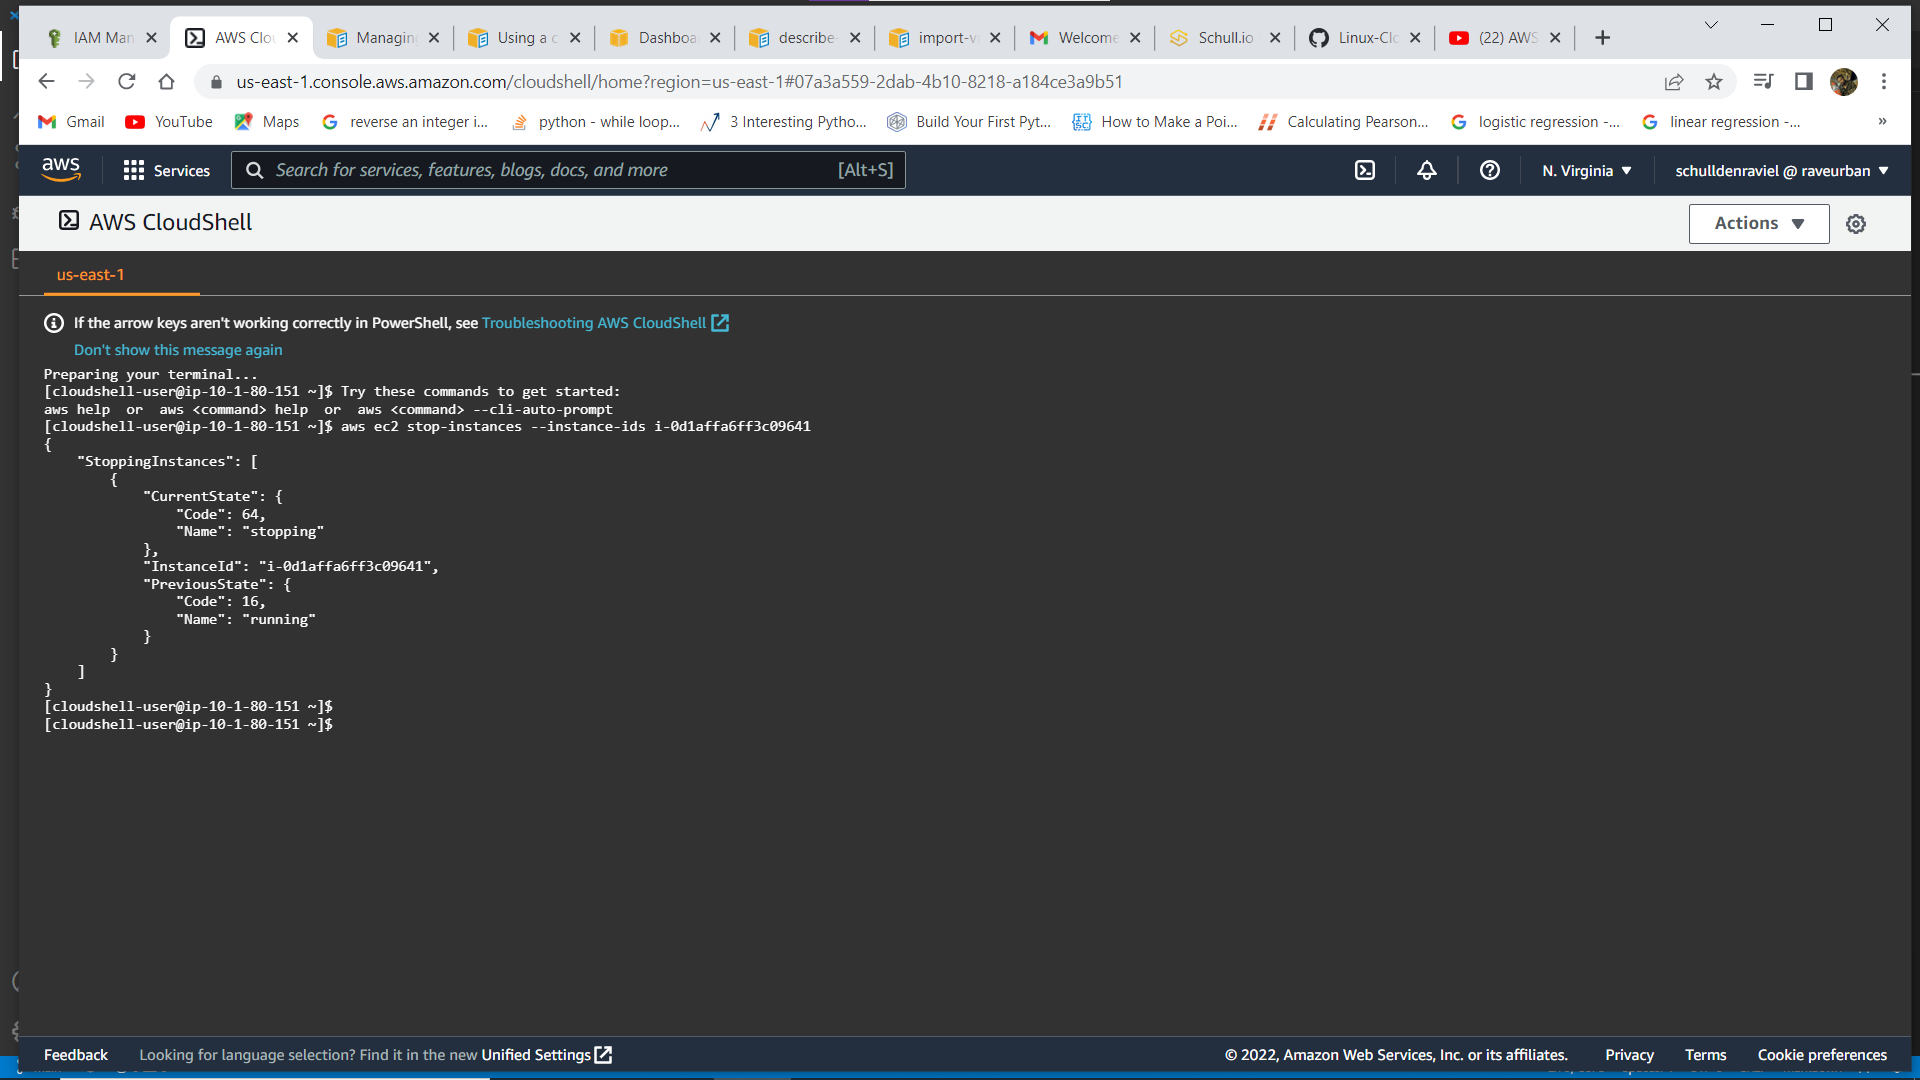 IAM Man
AWS Clou
Managing
Using a c
Dashboa
describe-
import-v
Welcome
Schull.io
Linux-Clo
(22) AWS
us-east-1.console.aws.amazon.com/cloudshell/home?region=us-east-1#07a3a559-2dab-4b10-8218-a184ce3a9b51
Gmail
YouTube
Maps
reverse an integer i...
python - while loop...
3 Interesting Pytho...
Build Your First Pyt...
How to Make a Poi...
Calculating Pearson...
logistic regression -...
linear regression -...
»
aws
Services
Search for services, features, blogs, docs, and more
[Alt+S]
N. Virginia
schulldenraviel @ raveurban
AWS CloudShell
Actions
us-east-1
If the arrow keys aren't working correctly in PowerShell, see Troubleshooting AWS CloudShell
Don't show this message again
Preparing your terminal...
[cloudshell-user@ip-10-1-80-151 ~]$ Try these commands to get started:
aws help  or  aws <command> help  or  aws <command> --cli-auto-prompt
[cloudshell-user@ip-10-1-80-151 ~]$ aws ec2 stop-instances --instance-ids i-0d1affa6ff3c09641
{
    "StoppingInstances": [
        {
            "CurrentState": {
                "Code": 64,
                "Name": "stopping"
            },
            "InstanceId": "i-0d1affa6ff3c09641",
            "PreviousState": {
                "Code": 16,
                "Name": "running"
            }
        }
    ]
}
[cloudshell-user@ip-10-1-80-151 ~]$
[cloudshell-user@ip-10-1-80-151 ~]$
Feedback
Looking for language selection? Find it in the new Unified Settings
© 2022, Amazon Web Services, Inc. or its affiliates.
Privacy
Terms
Cookie preferences